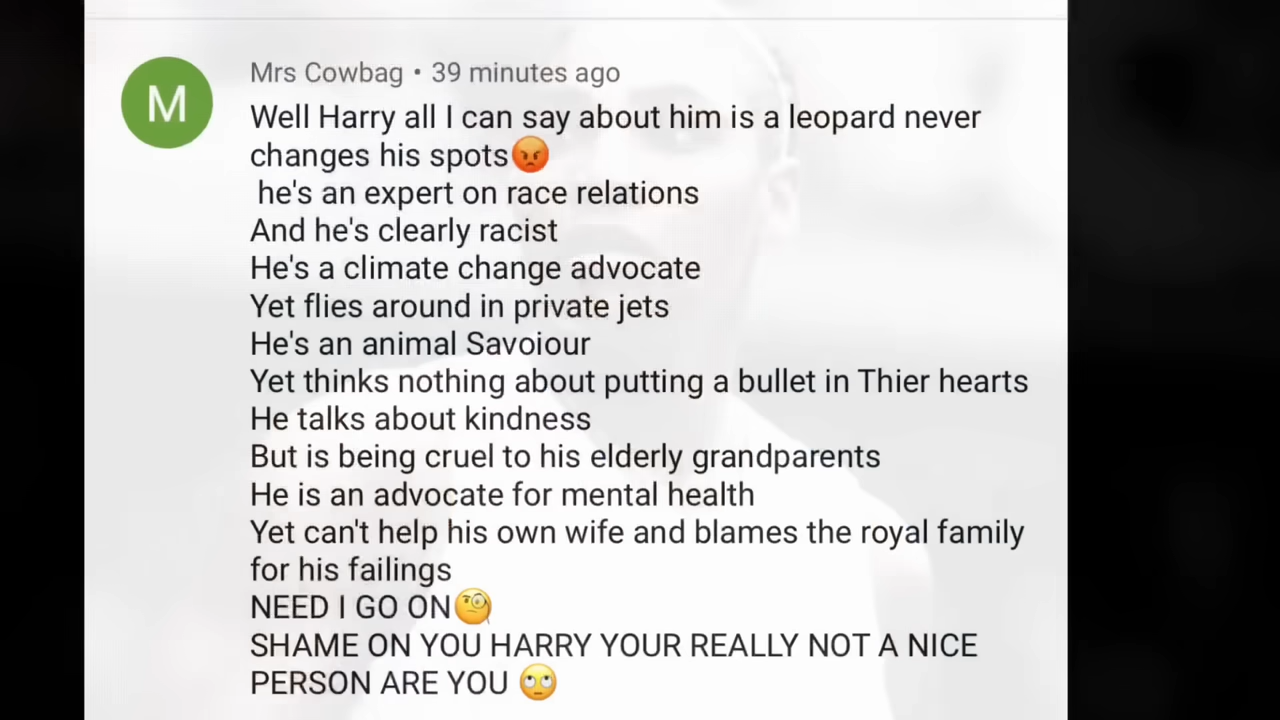 M
Mrs Cowbag • 39 minutes ago
Well Harry all I can say about him is a leopard never
changes his spots😡
he's an expert on race relations
And he's clearly racist
He's a climate change advocate
Yet flies around in private jets
He's an animal Savoiour
Yet thinks nothing about putting a bullet in Thier hearts
He talks about kindness
But is being cruel to his elderly grandparents
He is an advocate for mental health
Yet can't help his own wife and blames the royal family
for his failings
NEED I GO ON🧐
SHAME ON YOU HARRY YOUR REALLY NOT A NICE
PERSON ARE YOU 🙄